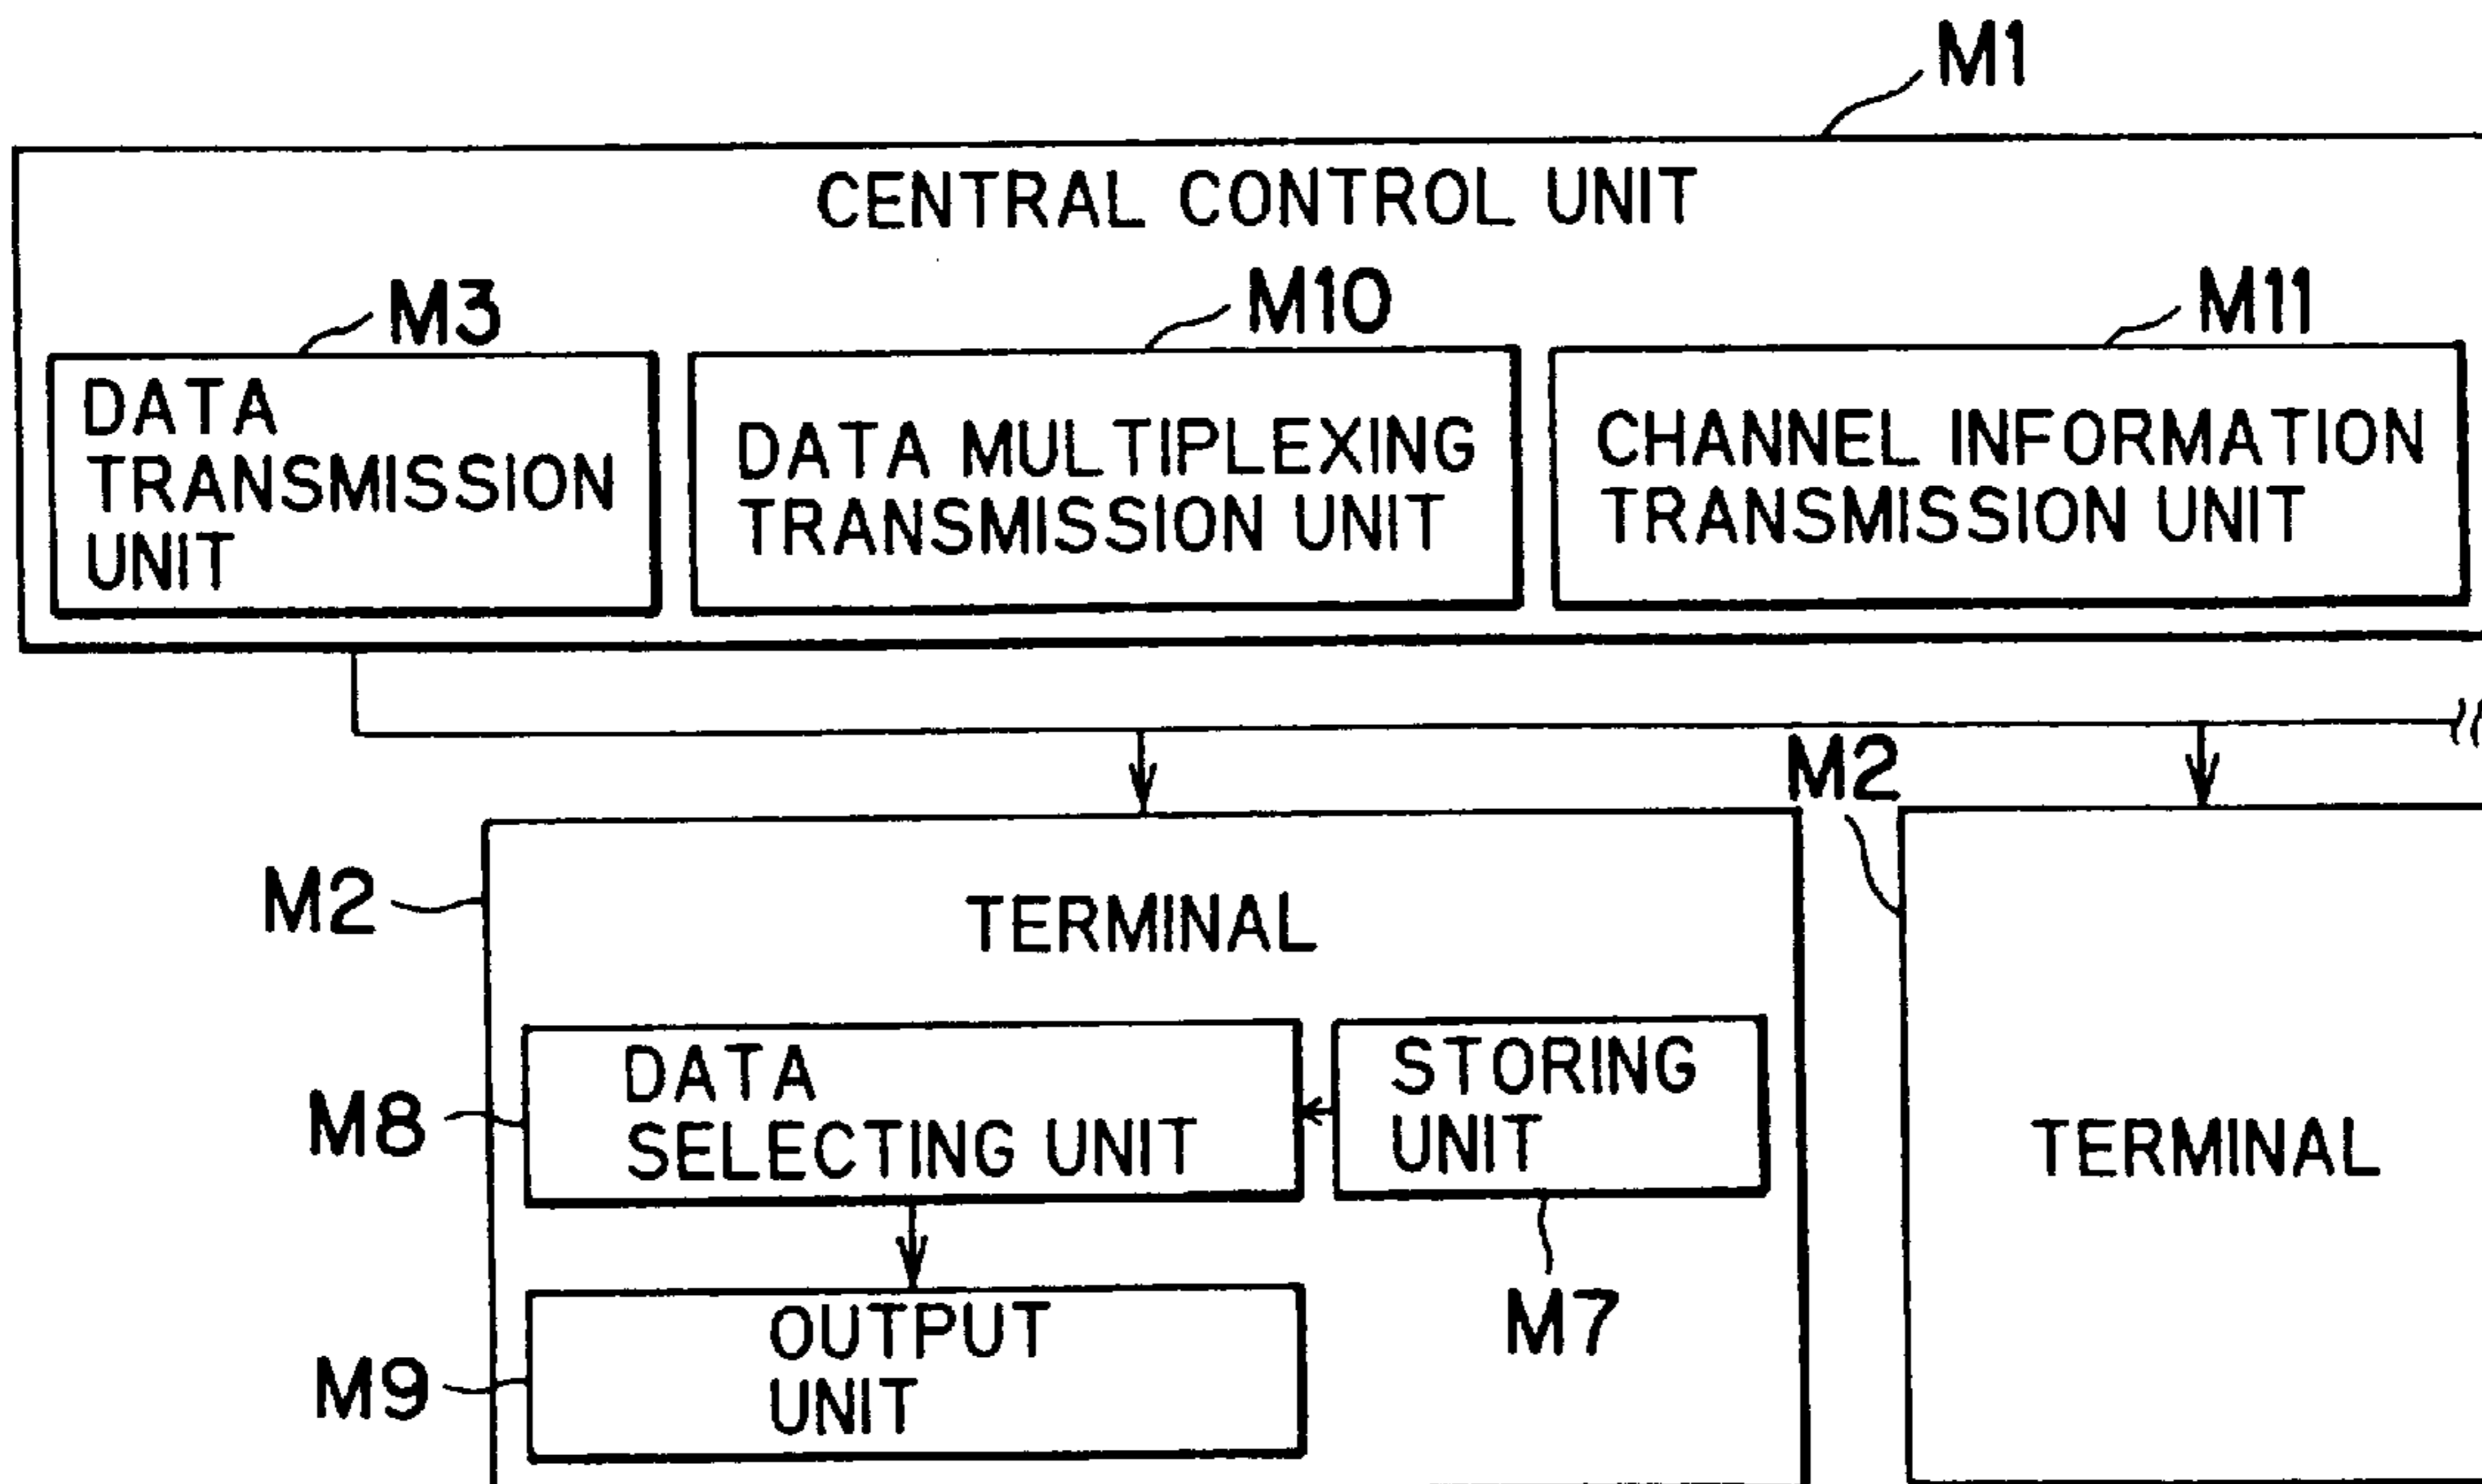 M1
CENTRAL CONTROL UNIT
M3
M10
M11
DATA
TRANSMISSION
UNIT
DATA MULTIPLEXING
TRANSMISSION UNIT
CHANNEL INFORMATION
TRANSMISSION UNIT
M2
M2
TERMINAL
DATA
SELECTING UNIT
STORING
UNIT
M8
TERMINAL
M7
OUTPUT
UNIT
M9